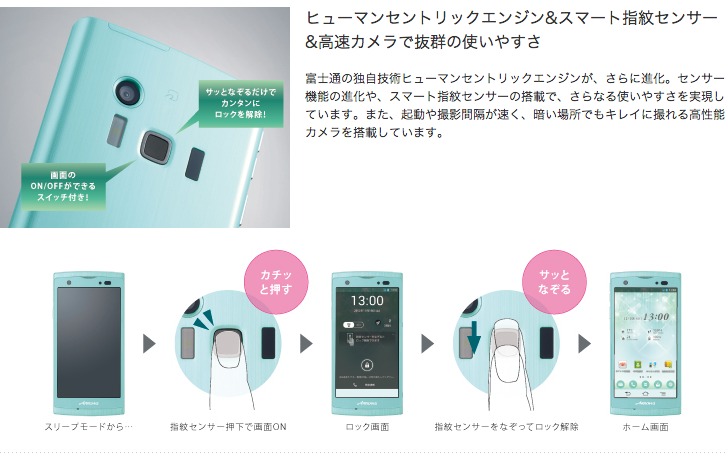 ヒューマンセントリックエンジン&スマート指紋センサー
&高速カメラで抜群の使いやすさ
富士通の独自技術ヒューマンセントリックエンジンが、さらに進化。センサー
機能の進化や、スマート指紋センサーの搭載で、さらなる使いやすさを実現し
ています。また、起動や撮影間隔が速く、暗い場所でもキレイに撮れる高性能
カメラを搭載しています。
サッとなぞるだけで
カンタンに
ロックを解除!
画面の
ON/OFFができる
スイッチ付き!
カチッ
と押す
サッと
なぞる
13:00
13:00
スリープモードから…
指紋センサー押下で画面ON
ロック画面
指紋センサーをなぞってロック解除
ホーム画面